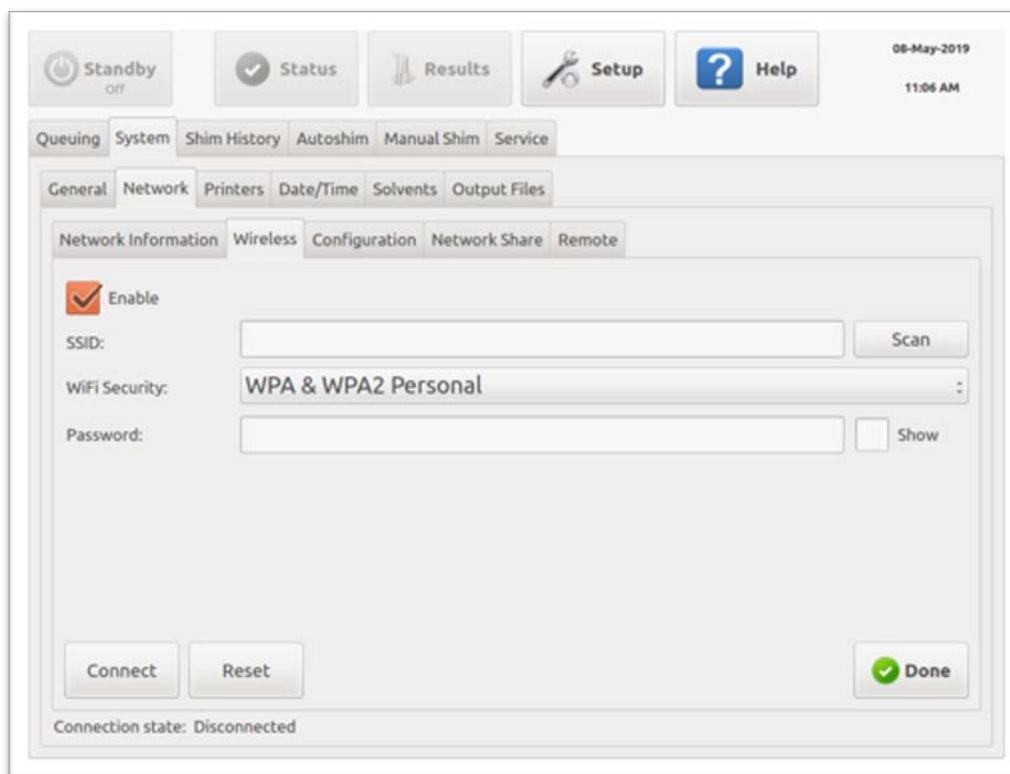 Standby Status Results Setup Help 08-May-2019
Off 11:06 AM
Queuing System Shim History Autoshim Manual Shim Service
General Network Printers Date/Time Solvents Output Files
Network Information Wireless Configuration Network Share Remote
Enable
SSID: Scan
WiFi Security: WPA & WPA2 Personal
Password: Show
Connect Reset Done
Connection state: Disconnected